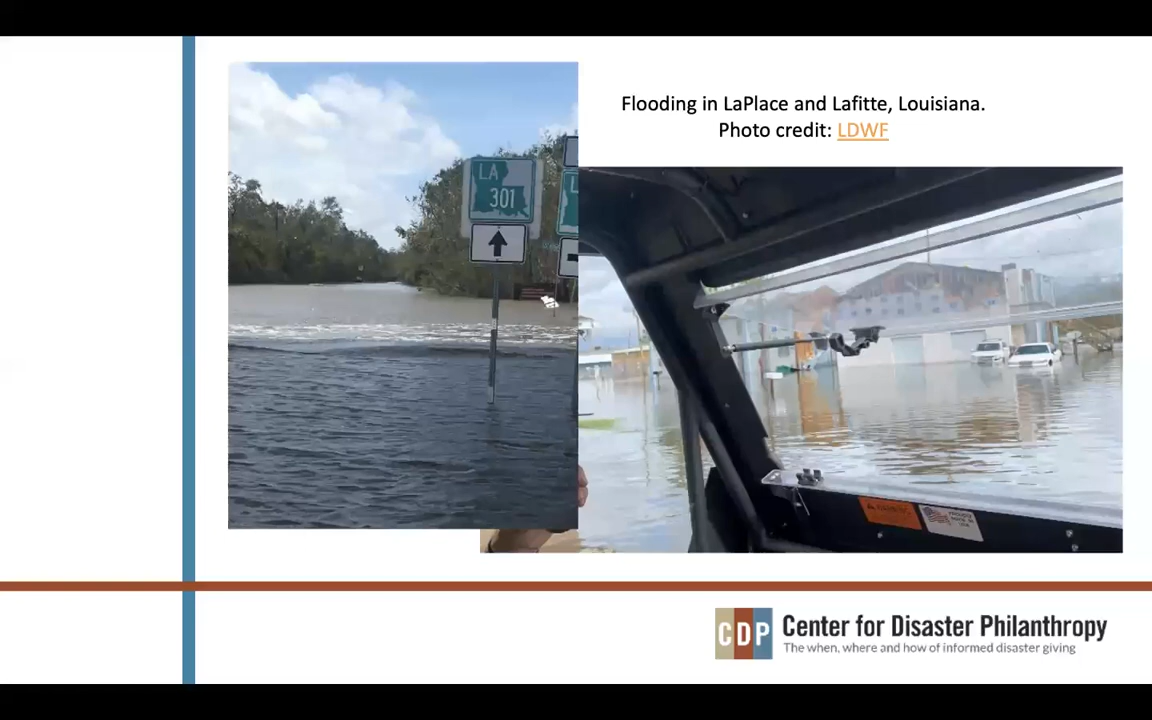 Flooding in LaPlace and Lafitte, Louisiana.
Photo credit: LDWF
LA
301
L
CDP
Center for Disaster Philanthropy
The when, where and how of informed disaster giving